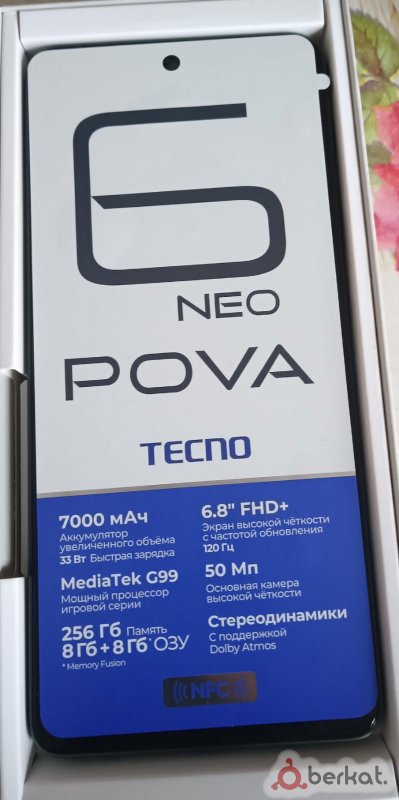 6
NEO
POVA
TECNO
7000 мАч
Аккумулятор
увеличенного объёма
33 Вт Быстрая зарядка
MediaTek G99
Мощный процессор
игровой серии
256 Гб Память
8 Гб + 8 Гб* ОЗУ
* Memory Fusion
6.8" FHD+
Экран высокой чёткости
с частотой обновления
120 Гц
50 Мп
Основная камера
высокой чёткости
Стереодинамики
С поддержкой
Dolby Atmos
NFC
berkat.